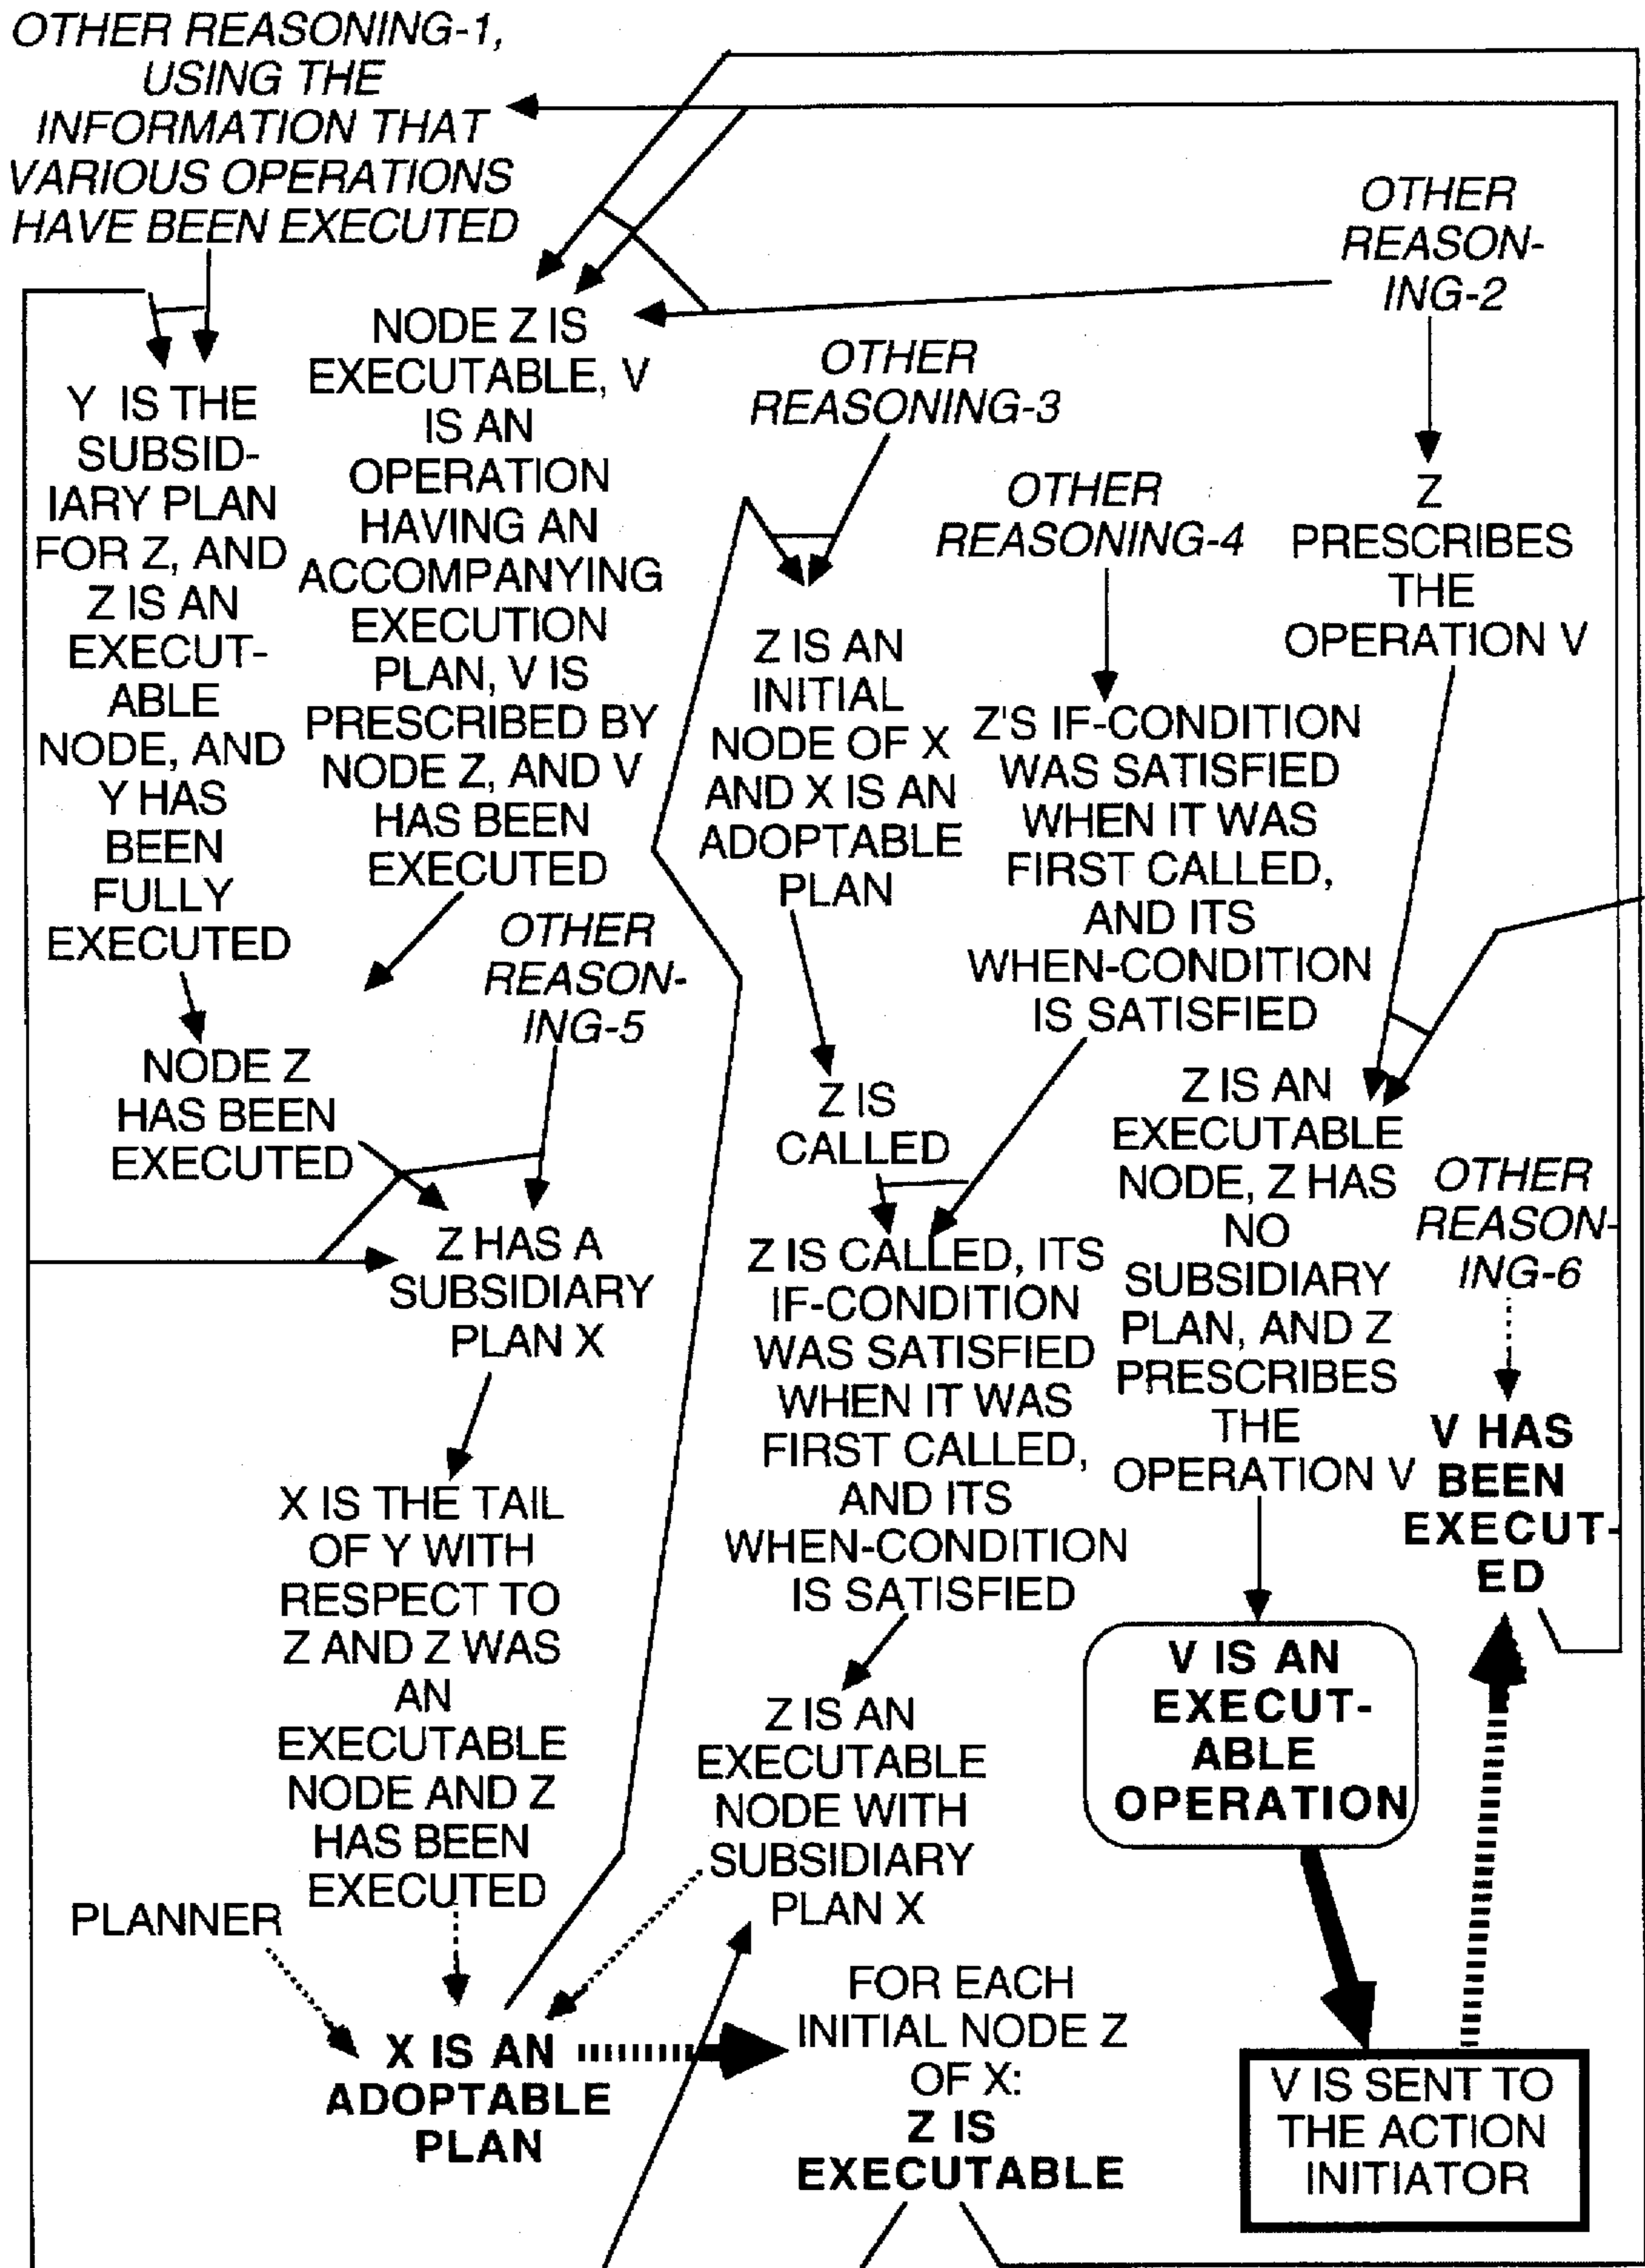 OTHER REASONING-1,
USING THE
INFORMATION THAT
VARIOUS OPERATIONS
HAVE BEEN EXECUTED
OTHER
REASON-
ING-2
Y IS THE
SUBSID-
IARY PLAN
FOR Z, AND
Z IS AN
EXECUT-
ABLE
NODE, AND
Y HAS
BEEN
FULLY
EXECUTED
NODE Z IS
EXECUTABLE, V
IS AN
OPERATION
HAVING AN
ACCOMPANYING
EXECUTION
PLAN, V IS
PRESCRIBED BY
NODE Z, AND V
HAS BEEN
EXECUTED
OTHER
REASONING-3
OTHER
REASONING-4
Z
PRESCRIBES
THE
OPERATION V
Z IS AN
INITIAL
NODE OF X
AND X IS AN
ADOPTABLE
PLAN
Z'S IF-CONDITION
WAS SATISFIED
WHEN IT WAS
FIRST CALLED,
AND ITS
WHEN-CONDITION
IS SATISFIED
OTHER
REASON-
ING-5
NODE Z
HAS BEEN
EXECUTED
Z IS
CALLED
Z IS AN
EXECUTABLE
NODE, Z HAS
NO
SUBSIDIARY
PLAN, AND Z
PRESCRIBES
THE
OPERATION V
OTHER
REASON-
ING-6
Z HAS A
SUBSIDIARY
PLAN X
Z IS CALLED, ITS
IF-CONDITION
WAS SATISFIED
WHEN IT WAS
FIRST CALLED,
AND ITS
WHEN-CONDITION
IS SATISFIED
V HAS
BEEN
EXECUT-
ED
X IS THE TAIL
OF Y WITH
RESPECT TO
Z AND Z WAS
AN
EXECUTABLE
NODE AND Z
HAS BEEN
EXECUTED
V IS AN
EXECUT-
ABLE
OPERATION
Z IS AN
EXECUTABLE
NODE WITH
SUBSIDIARY
PLAN X
PLANNER
X IS AN
ADOPTABLE
PLAN
FOR EACH
INITIAL NODE Z
OF X:
Z IS
EXECUTABLE
V IS SENT TO
THE ACTION
INITIATOR